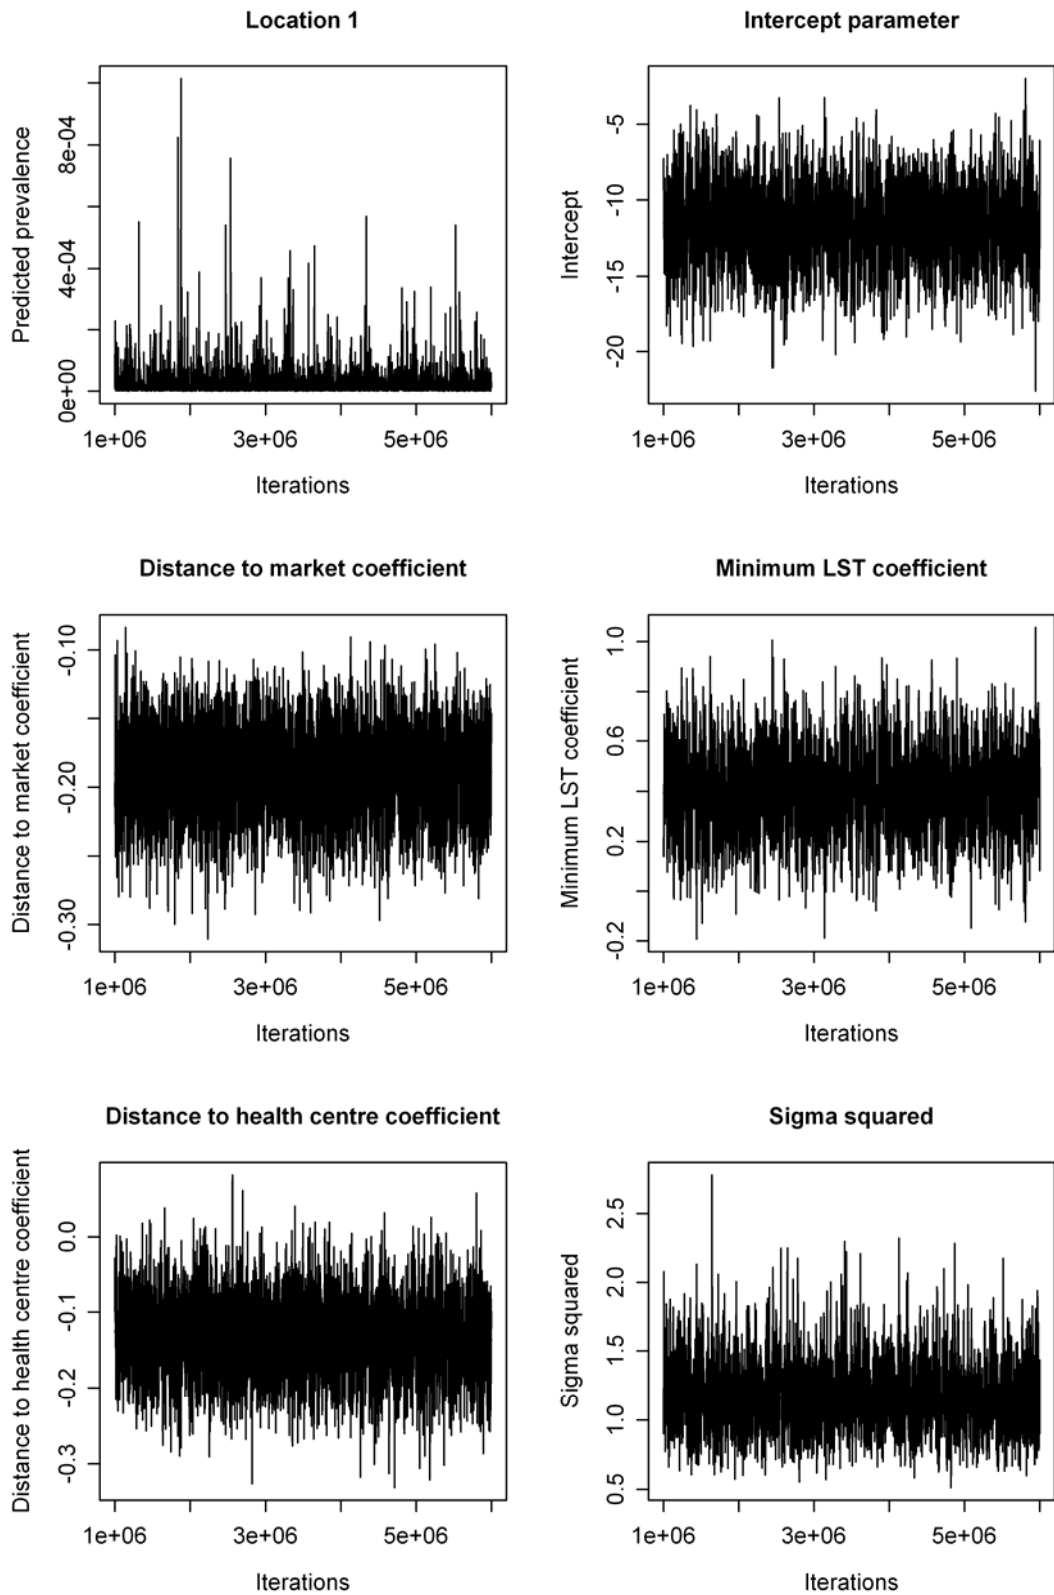 Location 1
Predicted prevalence
8e-04
4e-04
0e+00
1e+06 3e+06 5e+06
Iterations
Intercept parameter
Intercept
-5
-10
-15
-20
1e+06 3e+06 5e+06
Iterations
Distance to market coefficient
Distance to market coefficient
-0.10
-0.20
-0.30
1e+06 3e+06 5e+06
Iterations
Minimum LST coefficient
Minimum LST coefficient
1.0
0.6
0.2
-0.2
1e+06 3e+06 5e+06
Iterations
Distance to health centre coefficient
Distance to health centre coefficient
0.0
-0.1
-0.2
-0.3
1e+06 3e+06 5e+06
Iterations
Sigma squared
Sigma squared
2.5
2.0
1.5
1.0
0.5
1e+06 3e+06 5e+06
Iterations